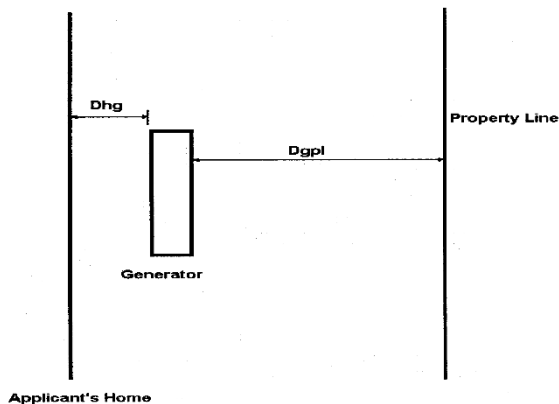 Dhg
Property Line
Dgpl
Generator
Applicant's Home